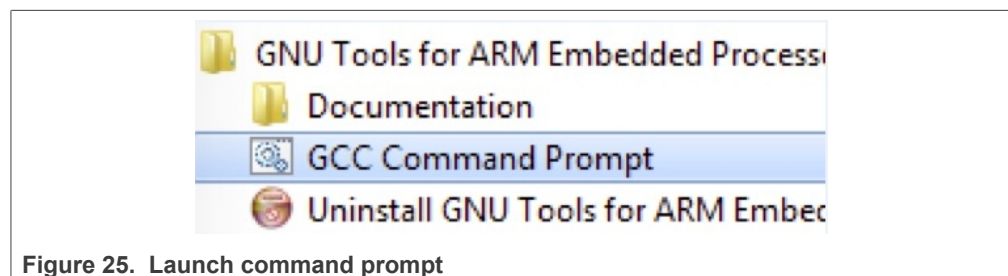 GNU Tools for ARM Embedded Process
Documentation
GCC Command Prompt
Uninstall GNU Tools for ARM Embed
Figure 25. Launch command prompt